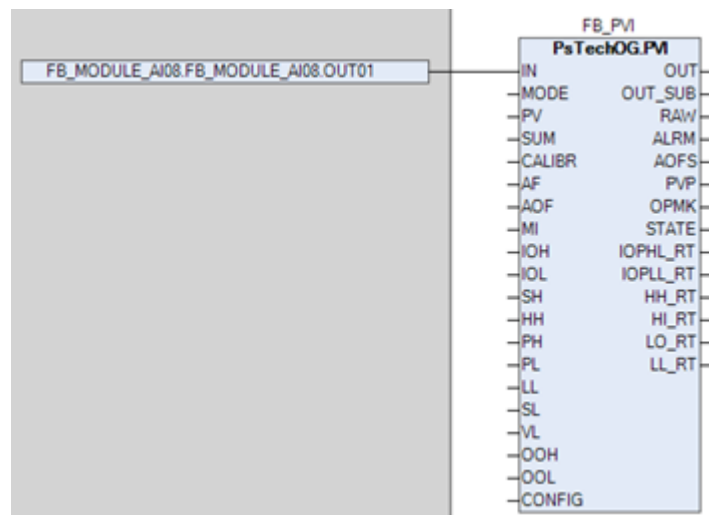 FB_PVI
PsTechOG.PVI
FB_MODULE_AI08.FB_MODULE_AI08.OUT01
IN OUT
MODE OUT_SUB
PV RAW
SUM ALRM
CALIBR AOFS
AF PVP
AOF OPMK
MI STATE
IOH IOPHL_RT
IOL IOPLL_RT
SH HH_RT
HH HI_RT
PH LO_RT
PL LL_RT
LL
SL
VL
OOH
OOL
CONFIG